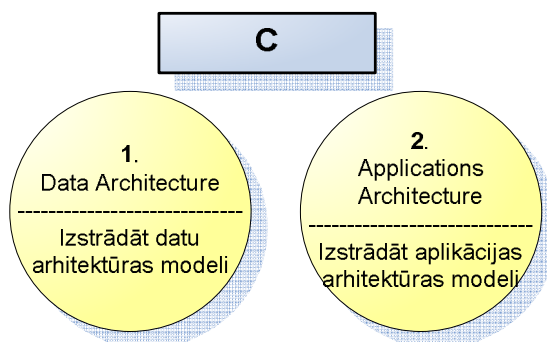 C
1.
Data Architecture
----------------------------
Izstrādāt datu
arhitektūras modeli
2.
Applications
Architecture
----------------------------
Izstrādāt aplikācijas
arhitektūras modeli